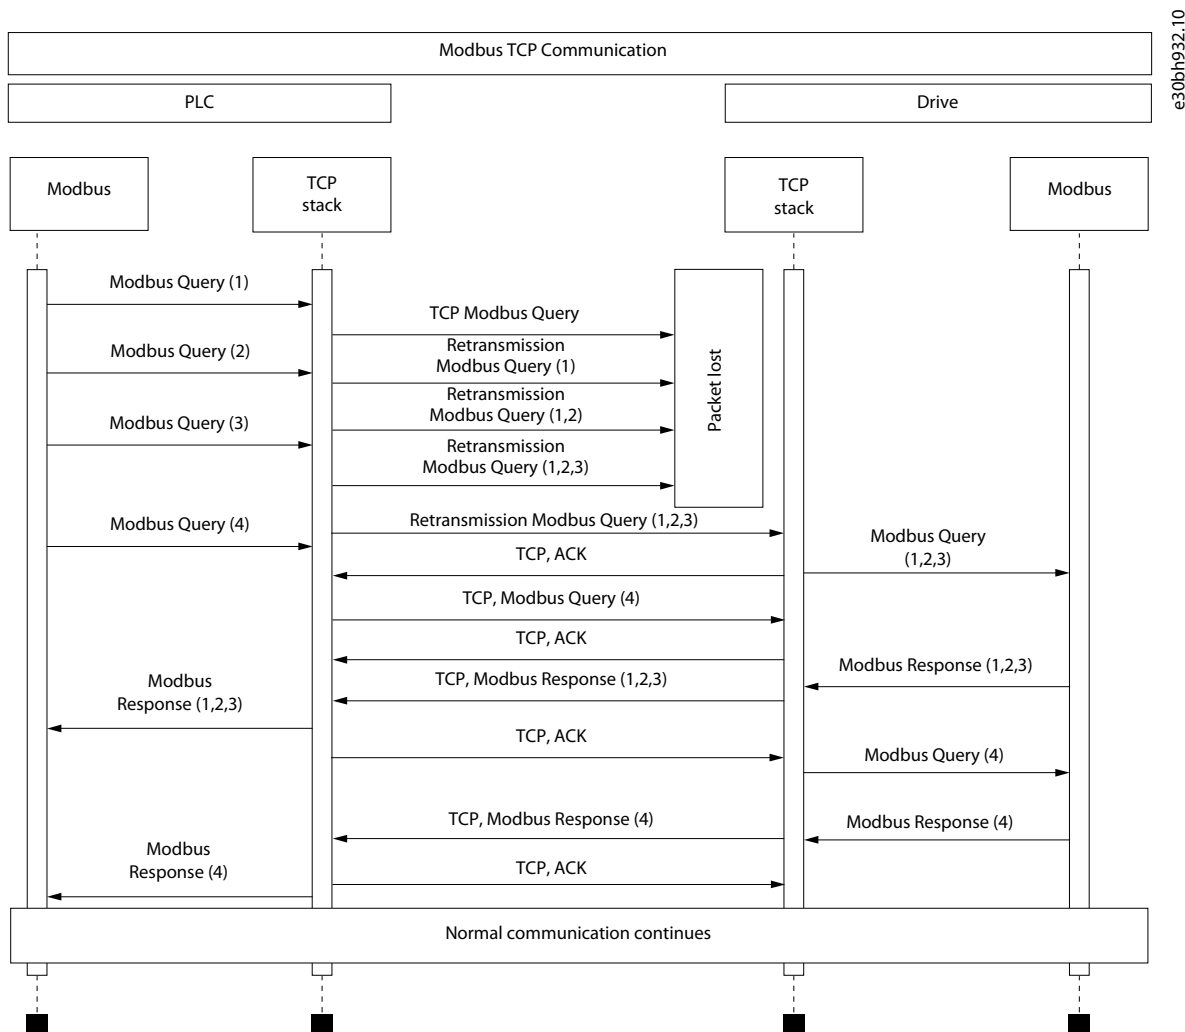 e30bh932.10
Modbus TCP Communication
PLC
Drive
Modbus
TCP
stack
TCP
stack
Modbus
Modbus Query (1)
TCP Modbus Query
Retransmission
Modbus Query (1)
Modbus Query (2)
Retransmission
Modbus Query (1,2)
Modbus Query (3)
Retransmission
Modbus Query (1,2,3)
Packet lost
Modbus Query (4)
Retransmission Modbus Query (1,2,3)
Modbus Query
(1,2,3)
TCP, ACK
TCP, Modbus Query (4)
TCP, ACK
Modbus Response (1,2,3)
TCP, Modbus Response (1,2,3)
Modbus
Response (1,2,3)
TCP, ACK
Modbus Query (4)
TCP, Modbus Response (4)
Modbus Response (4)
Modbus
Response (4)
TCP, ACK
Normal communication continues